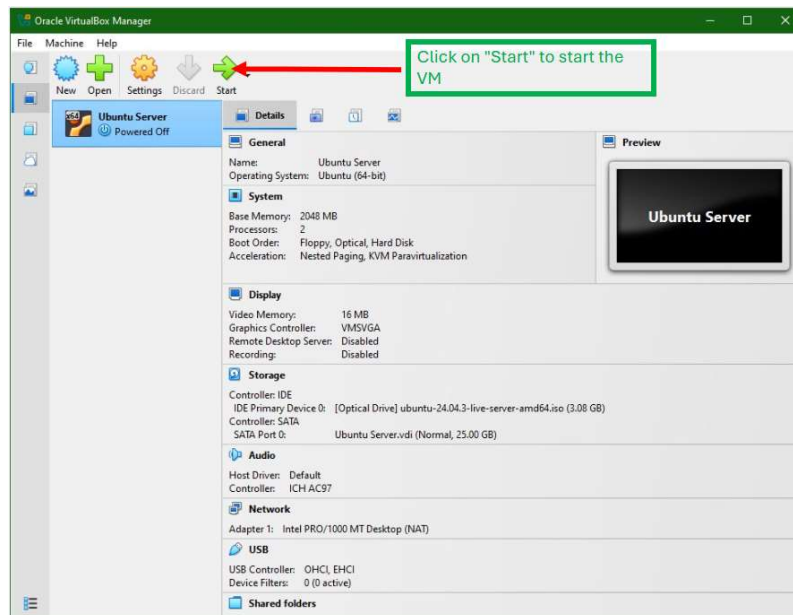 Oracle VirtualBox Manager
File Machine Help
Click on "Start" to start the
VM
New Open Settings Discard Start
x64
Ubuntu Server
Powered Off
Details
General
Name: Ubuntu Server
Operating System: Ubuntu (64-bit)
Preview
Ubuntu Server
System
Base Memory: 2048 MB
Processors: 2
Boot Order: Floppy, Optical, Hard Disk
Acceleration: Nested Paging, KVM Paravirtualization
Display
Video Memory: 16 MB
Graphics Controller: VMSVGA
Remote Desktop Server: Disabled
Recording: Disabled
Storage
Controller: IDE
IDE Primary Device 0: [Optical Drive] ubuntu-24.04.3-live-server-amd64.iso (3.08 GB)
Controller: SATA
SATA Port 0: Ubuntu Server.vdi (Normal, 25.00 GB)
Audio
Host Driver: Default
Controller: ICH AC97
Network
Adapter 1: Intel PRO/1000 MT Desktop (NAT)
USB
USB Controller: OHCI, EHCI
Device Filters: 0 (0 active)
Shared folders